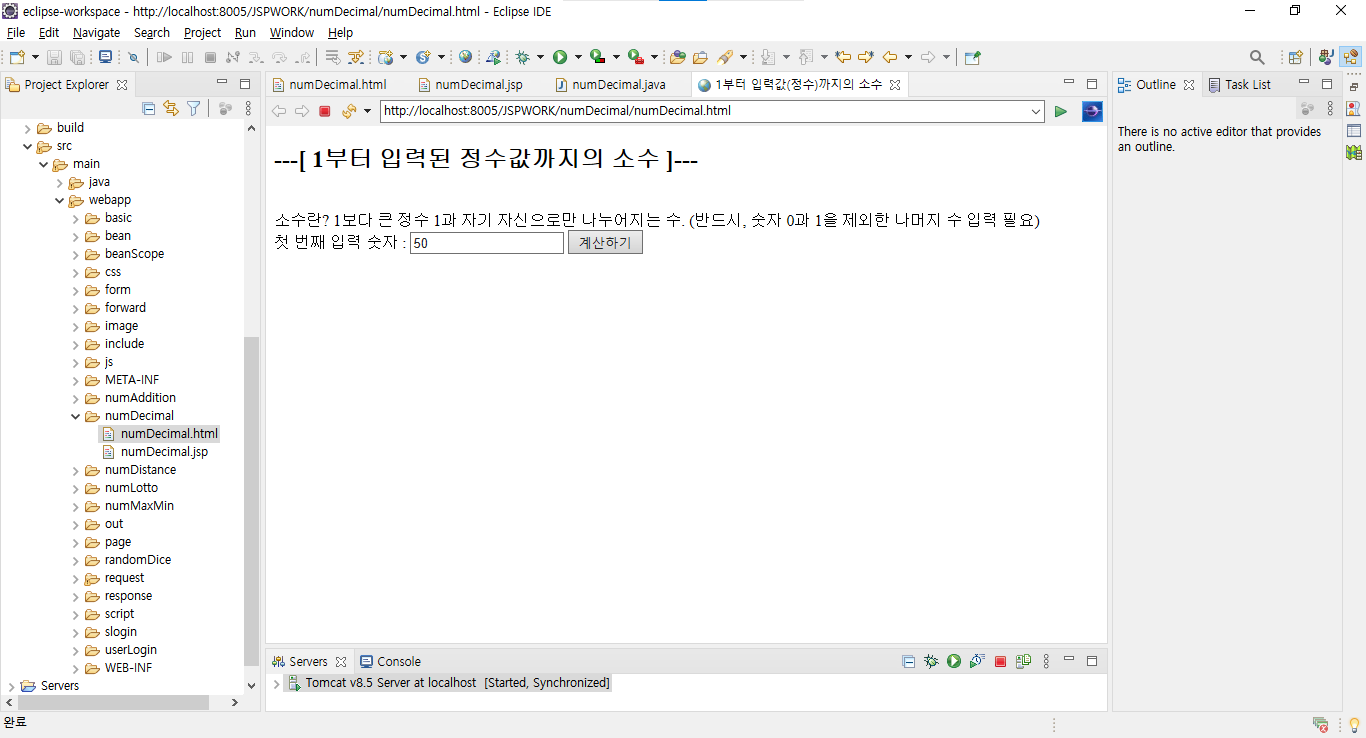 eclipse-workspace - http://localhost:8005/JSPWORK/numDecimal/numDecimal.html - Eclipse IDE
File Edit Navigate Search Project Run Window Help
Project Explorer
build
src
main
java
webapp
basic
bean
beanScope
css
form
forward
image
include
js
META-INF
numAddition
numDecimal
numDecimal.html
numDecimal.jsp
numDistance
numLotto
numMaxMin
out
page
randomDice
request
response
script
slogin
userLogin
WEB-INF
Servers
numDecimal.html numDecimal.jsp numDecimal.java 1부터 입력값(정수)까지의 소수
http://localhost:8005/JSPWORK/numDecimal/numDecimal.html
---[ 1부터 입력된 정수값까지의 소수 ]---
소수란? 1보다 큰 정수 1과 자기 자신으로만 나누어지는 수. (반드시, 숫자 0과 1을 제외한 나머지 수 입력 필요)
첫 번째 입력 숫자 : 50 계산하기
Servers Console
Tomcat v8.5 Server at localhost [Started, Synchronized]
Outline Task List
There is no active editor that provides
an outline.
완료